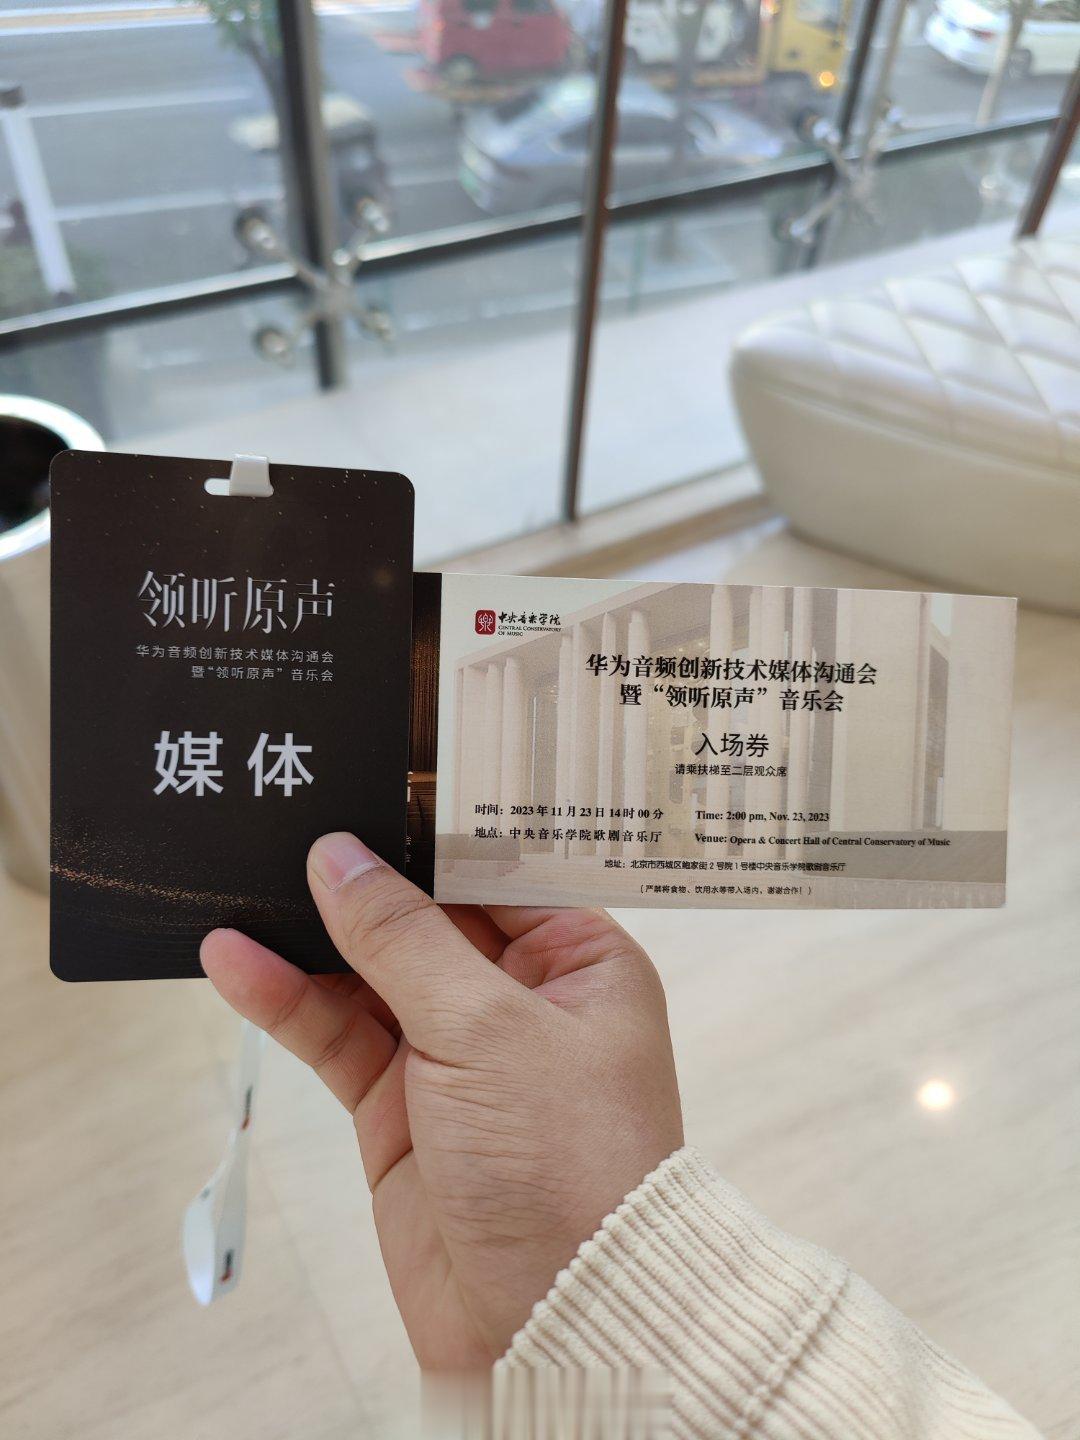 领听原声
华为音频创新技术媒体沟通会
暨“领听原声”音乐会
媒体
中央音乐学院
CENTRAL CONSERVATORY
OF MUSIC
华为音频创新技术媒体沟通会
暨“领听原声”音乐会
入场券
请乘扶梯至二层观众席
时间：2023年11月23日14时00分
Time: 2:00 pm, Nov. 23, 2023
地点：中央音乐学院歌剧音乐厅
Venue: Opera & Concert Hall of Central Conservatory of Music
地址：北京市西城区鲍家街2号院1号楼中央音乐学院歌剧音乐厅
（严禁将食物、饮用水等带入场内，谢谢合作！）